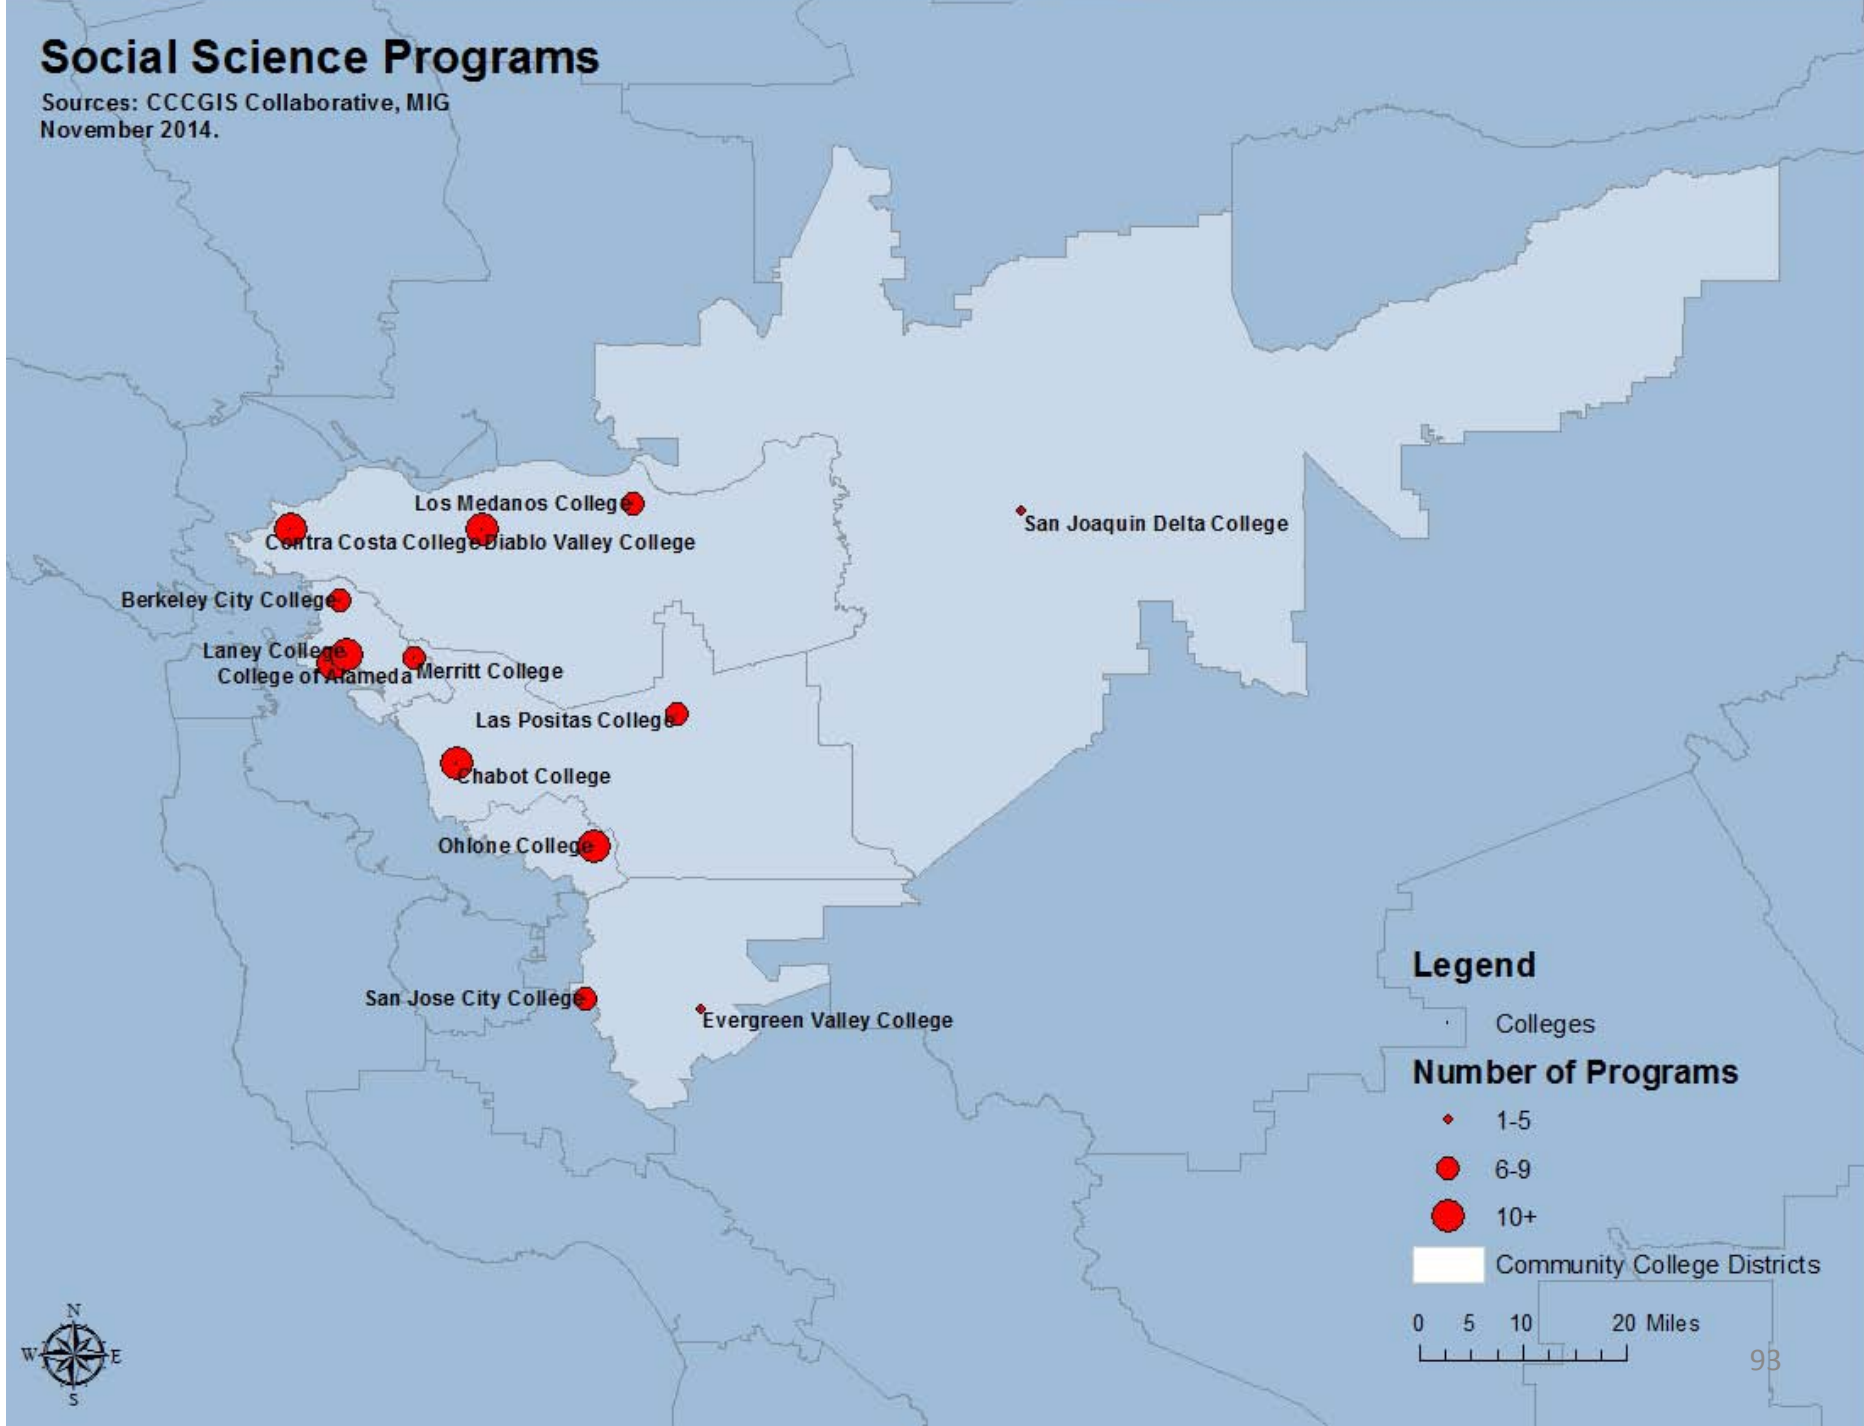 Social Science Programs
Sources: CCCGIS Collaborative, MIG
November 2014.
Los Medanos College
San Joaquin Delta College
Contra Costa College
Diablo Valley College
Berkeley City College
Laney College
College of Alameda
Merritt College
Las Positas College
Chabot College
Ohlone College
San Jose City College
Evergreen Valley College
Legend
Colleges
Number of Programs
1-5
6-9
10+
Community College Districts
0 5 10 20 Miles
N
W E
S
93